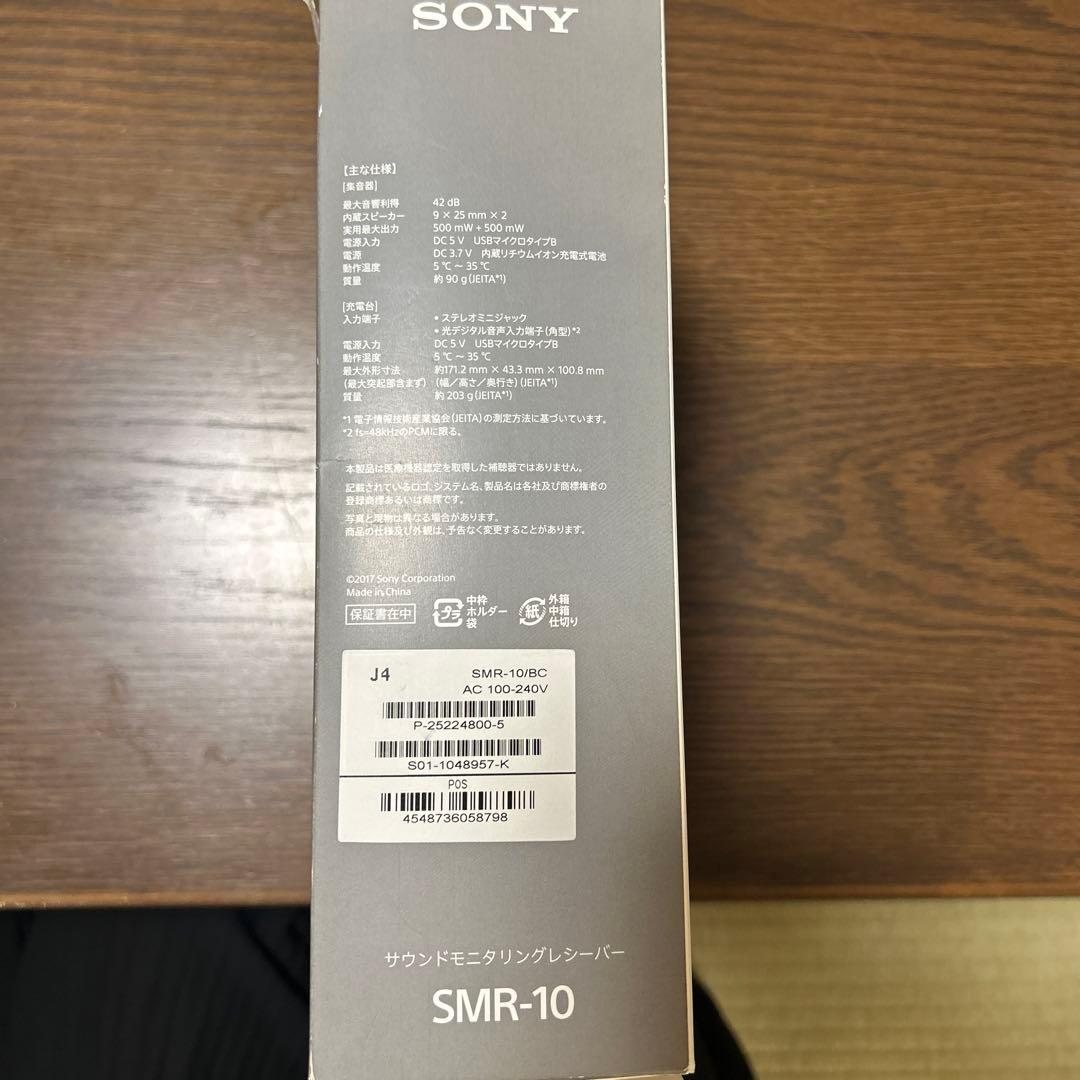 SONY
【主な仕様】
[集音器]
最大音響利得 42 dB
内蔵スピーカー 9 × 25 mm × 2
実用最大出力 500 mW + 500 mW
電源入力 DC 5 V USBマイクロタイプB
電源 DC 3.7 V 内蔵リチウムイオン充電式電池
動作温度 5 ℃ ～ 35 ℃
質量 約 90 g（JEITA*1）
[充電台]
入力端子 • ステレオミニジャック
• 光デジタル音声入力端子（角型）*2
電源入力 DC 5 V USBマイクロタイプB
動作温度 5 ℃ ～ 35 ℃
最大外形寸法 約171.2 mm × 43.3 mm × 100.8 mm
（最大突起部含まず）（幅／高さ／奥行き）（JEITA*1）
質量 約 203 g（JEITA*1）
*1 電子情報技術産業協会（JEITA）の測定方法に基づいています。
*2 fs=48kHzのPCMに限る。
本製品は医療機器認定を取得した補聴器ではありません。
記載されているロゴ、システム名、製品名は各社及び商標権者の
登録商標あるいは商標です。
写真と現物は異なる場合があります。
商品の仕様及び外観は、予告なく変更することがあります。
©2017 Sony Corporation
Made in China
保証書在中
プラ
中枠
ホルダー
袋
紙
外箱
中箱
仕切り
J4 SMR-10/BC
AC 100-240V
P-25224800-5
S01-1048957-K
POS
4548736058798
サウンドモニタリングレシーバー
SMR-10